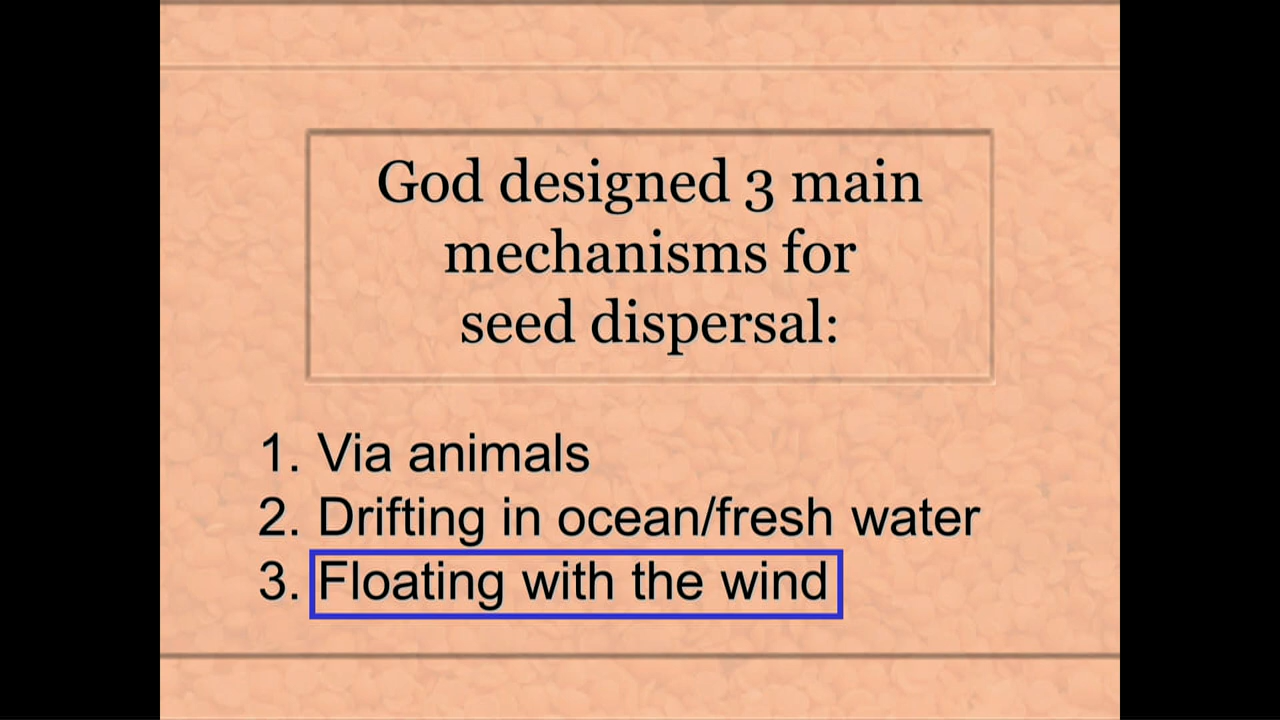 God designed 3 main
mechanisms for
seed dispersal:
1. Via animals
2. Drifting in ocean/fresh water
3. Floating with the wind